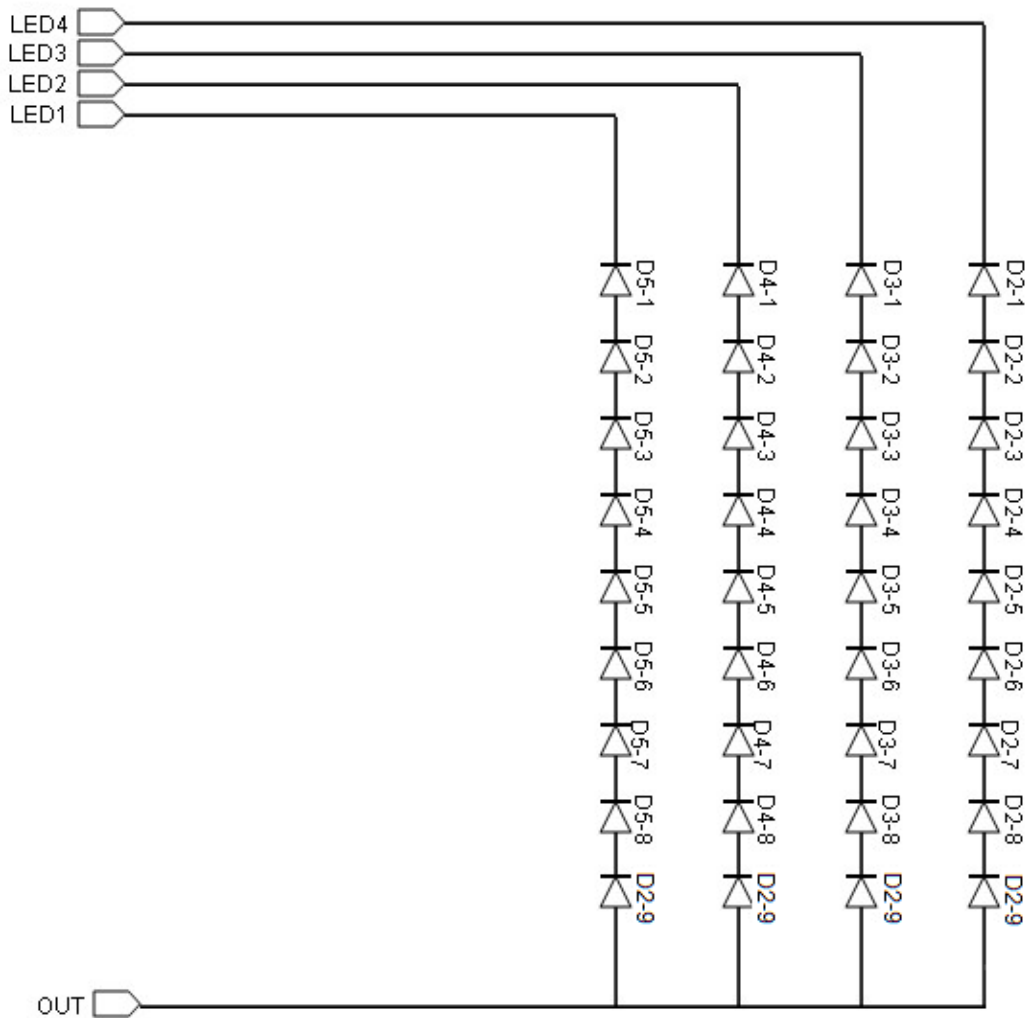 LED4
LED3
LED2
LED1
D5-1
D4-1
D3-1
D2-1
D5-2
D4-2
D3-2
D2-2
D5-3
D4-3
D3-3
D2-3
D5-4
D4-4
D3-4
D2-4
D5-5
D4-5
D3-5
D2-5
D5-6
D4-6
D3-6
D2-6
D5-7
D4-7
D3-7
D2-7
D5-8
D4-8
D3-8
D2-8
D2-9
D2-9
D2-9
D2-9
OUT